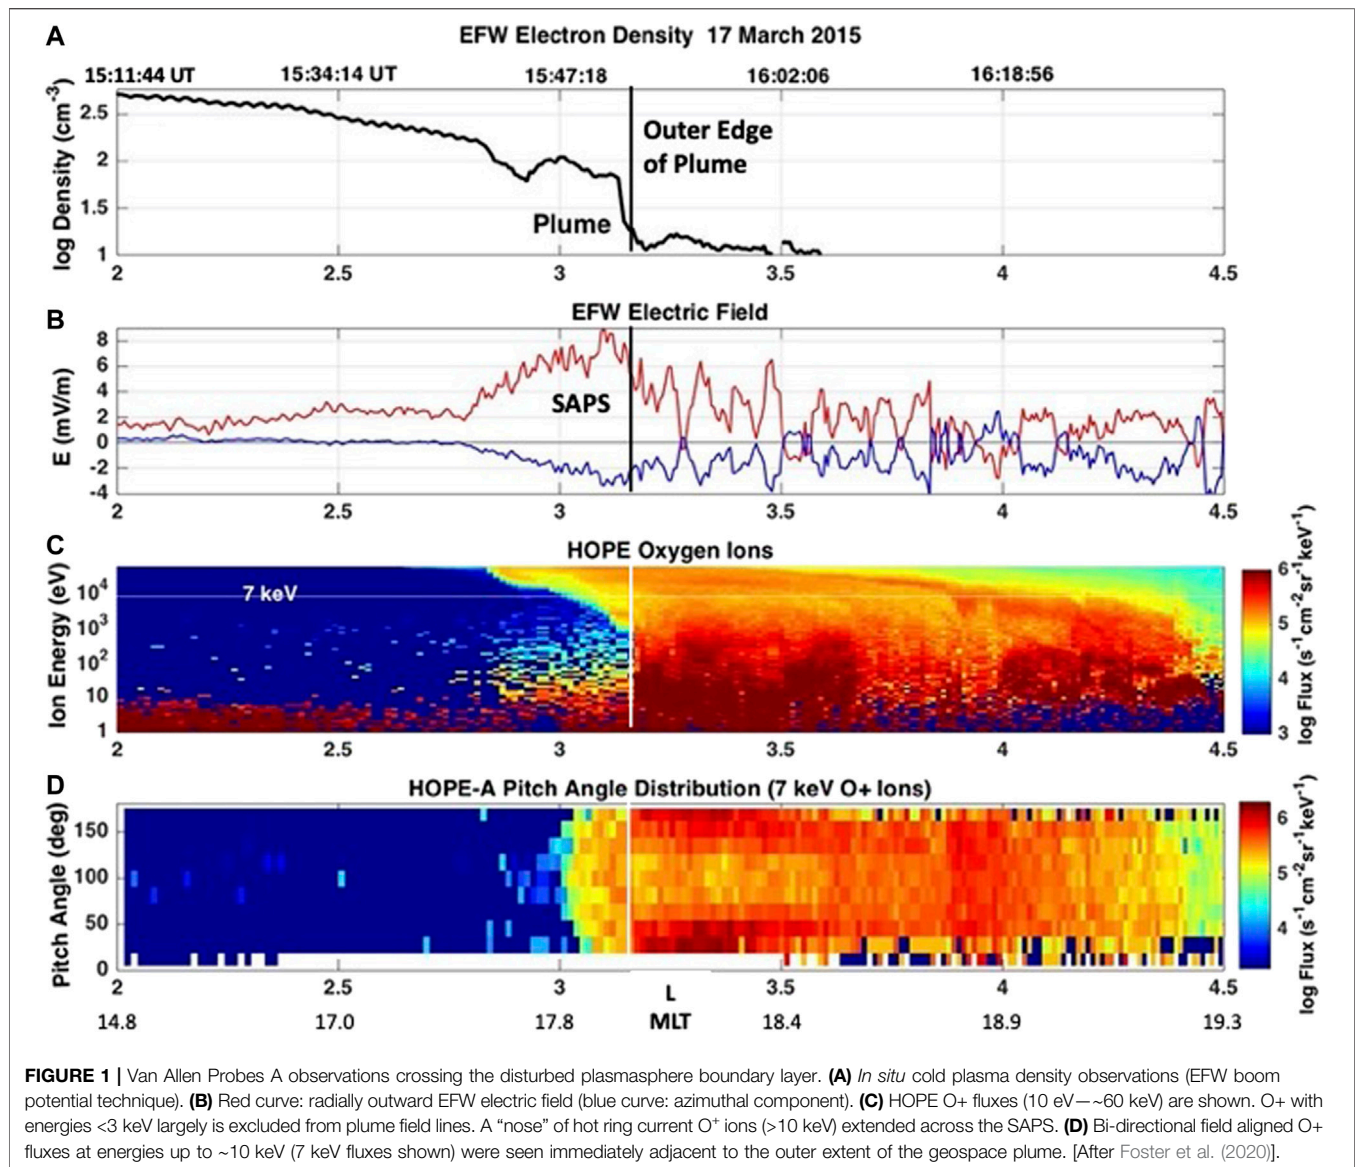 A
EFW Electron Density 17 March 2015
15:11:44 UT 15:34:14 UT 15:47:18 16:02:06 16:18:56
log Density (cm⁻³)
2.5
2
1.5
1
Outer Edge
of Plume
Plume
2 2.5 3 3.5 4 4.5
B
EFW Electric Field
E (mV/m)
8
6
4
2
0
-2
-4
SAPS
2 2.5 3 3.5 4 4.5
C
HOPE Oxygen Ions
Ion Energy (eV)
10⁴
10³
10²
10
1
7 keV
6
5
4
3
log Flux (s⁻¹ cm⁻² sr⁻¹ keV⁻¹)
2 2.5 3 3.5 4 4.5
D
HOPE-A Pitch Angle Distribution (7 keV O+ Ions)
Pitch Angle (deg)
150
100
50
0
6
5
4
log Flux (s⁻¹ cm⁻² sr⁻¹ keV⁻¹)
2 2.5 3 L 3.5 4 4.5
14.8 17.0 17.8 MLT 18.4 18.9 19.3
FIGURE 1 | Van Allen Probes A observations crossing the disturbed plasmasphere boundary layer. (A) In situ cold plasma density observations (EFW boom
potential technique). (B) Red curve: radially outward EFW electric field (blue curve: azimuthal component). (C) HOPE O+ fluxes (10 eV—~60 keV) are shown. O+ with
energies <3 keV largely is excluded from plume field lines. A “nose” of hot ring current O⁺ ions (>10 keV) extended across the SAPS. (D) Bi-directional field aligned O+
fluxes at energies up to ~10 keV (7 keV fluxes shown) were seen immediately adjacent to the outer extent of the geospace plume. [After Foster et al. (2020)].